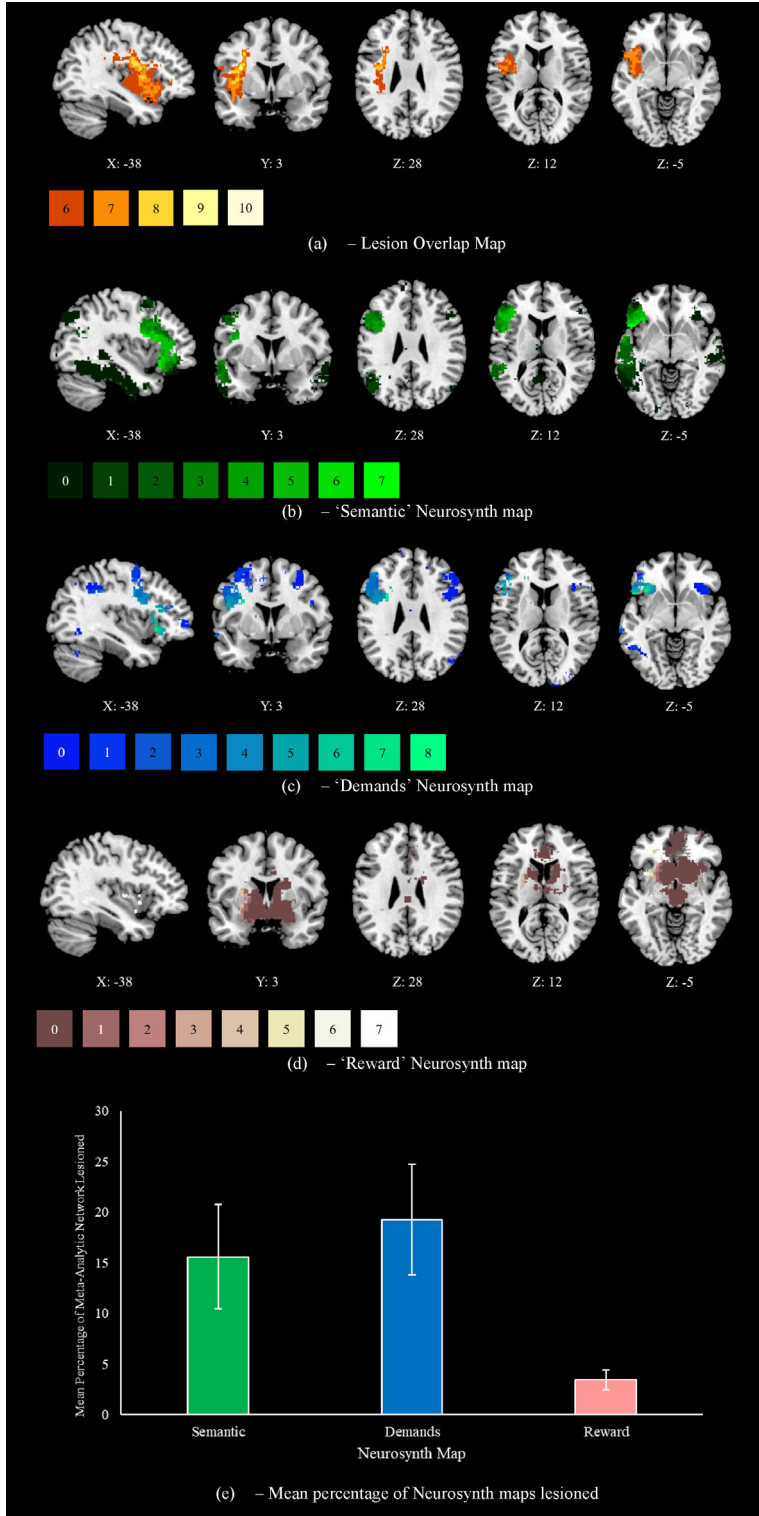 X: -38 Y: 3 Z: 28 Z: 12 Z: -5
6 7 8 9 10
(a) – Lesion Overlap Map
X: -38 Y: 3 Z: 28 Z: 12 Z: -5
0 1 2 3 4 5 6 7
(b) – ‘Semantic’ Neurosynth map
X: -38 Y: 3 Z: 28 Z: 12 Z: -5
0 1 2 3 4 5 6 7 8
(c) – ‘Demands’ Neurosynth map
X: -38 Y: 3 Z: 28 Z: 12 Z: -5
0 1 2 3 4 5 6 7
(d) – ‘Reward’ Neurosynth map
Mean Percentage of Meta-Analytic Network Lesioned
30
25
20
15
10
5
0
Semantic Demands Reward
Neurosynth Map
(e) – Mean percentage of Neurosynth maps lesioned